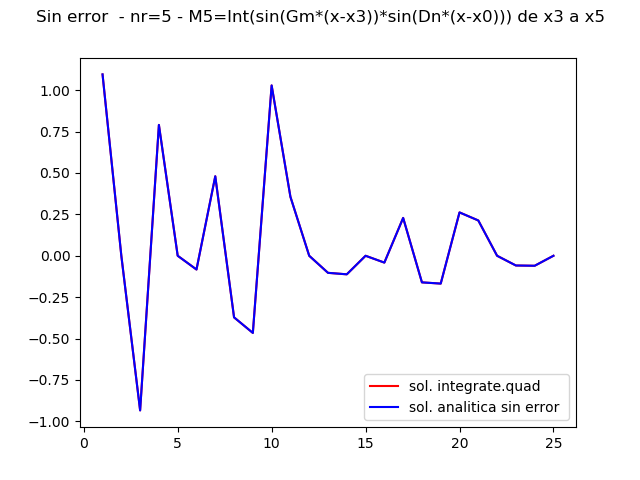 Sin error  - nr=5 - M5=Int(sin(Gm*(x-x3))*sin(Dn*(x-x0))) de x3 a x5
1.00
0.75
0.50
0.25
0.00
−0.25
−0.50
−0.75
−1.00
sol. integrate.quad
sol. analitica sin error
0 5 10 15 20 25